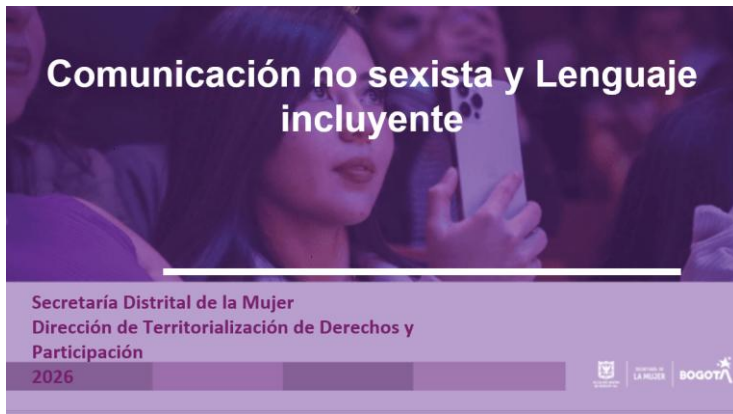 Comunicación no sexista y Lenguaje
incluyente
Secretaría Distrital de la Mujer
Dirección de Territorialización de Derechos y
Participación
2026
LA MUJER
BOGOTÁ